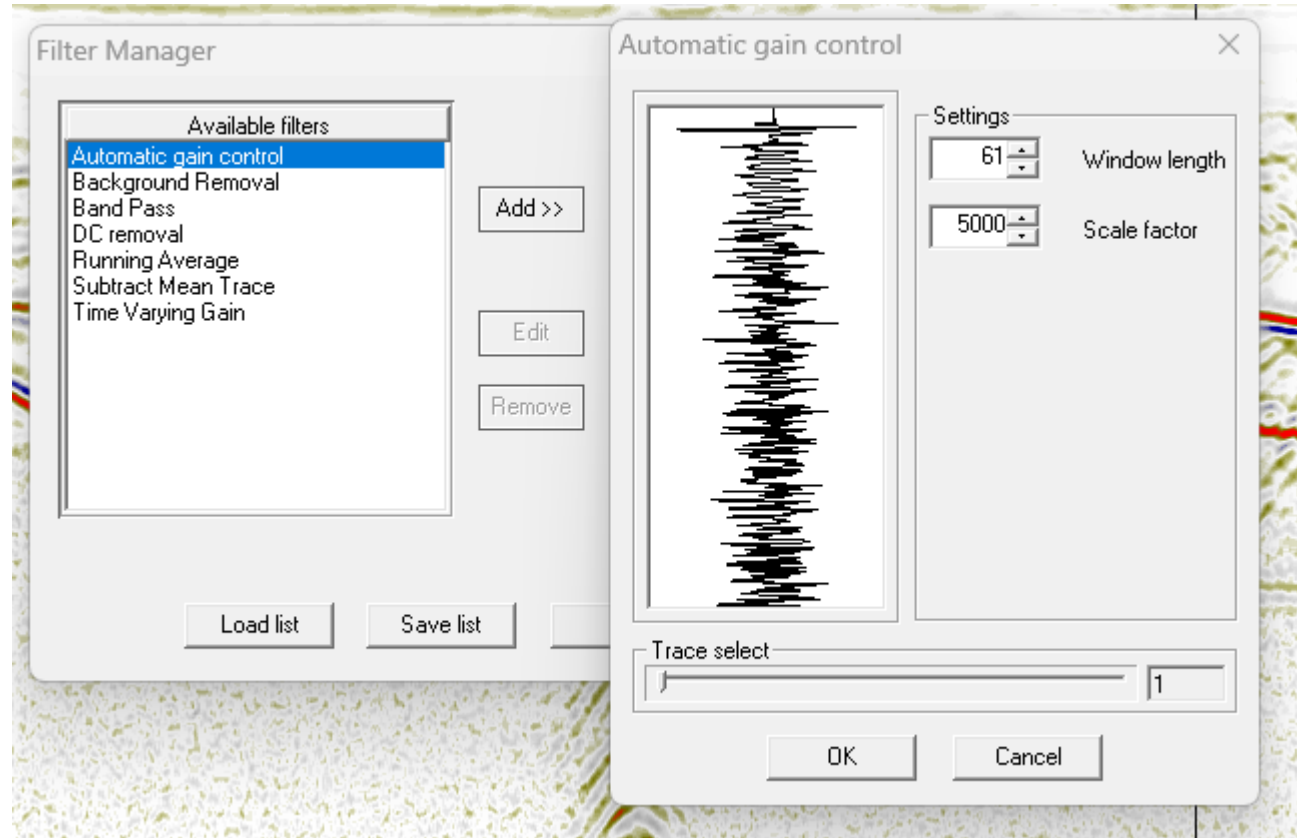 Filter Manager
Available filters
Automatic gain control
Background Removal
Band Pass
DC removal
Running Average
Subtract Mean Trace
Time Varying Gain
Add >>
Edit
Remove
Load list
Save list
Automatic gain control
Settings
61 Window length
5000 Scale factor
Trace select
1
OK
Cancel